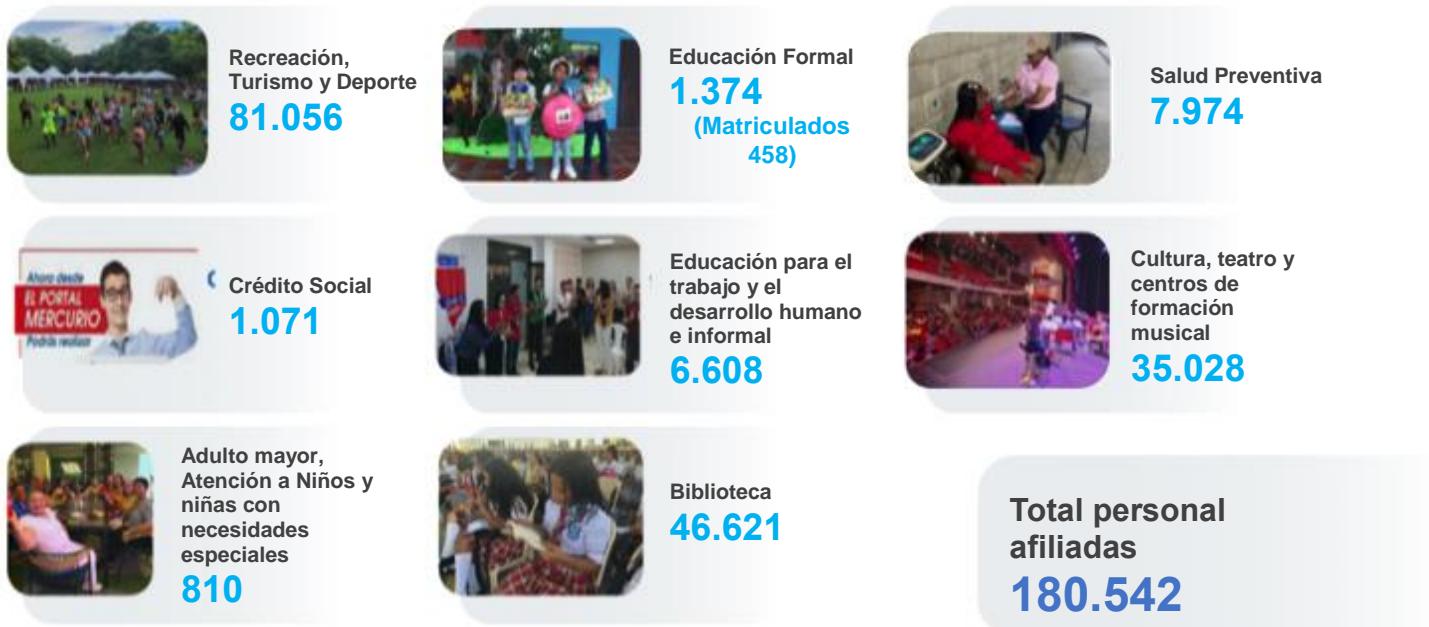 Recreación,
Turismo y Deporte
81.056
Educación Formal
1.374
(Matriculados
458)
Salud Preventiva
7.974
Ahora desde
EL PORTAL
MERCURIO
Podrás realizar
Crédito Social
1.071
Educación para el
trabajo y el
desarrollo humano
e informal
6.608
Cultura, teatro y
centros de
formación
musical
35.028
Adulto mayor,
Atención a Niños y
niñas con
necesidades
especiales
810
Biblioteca
46.621
Total personal
afiliadas
180.542